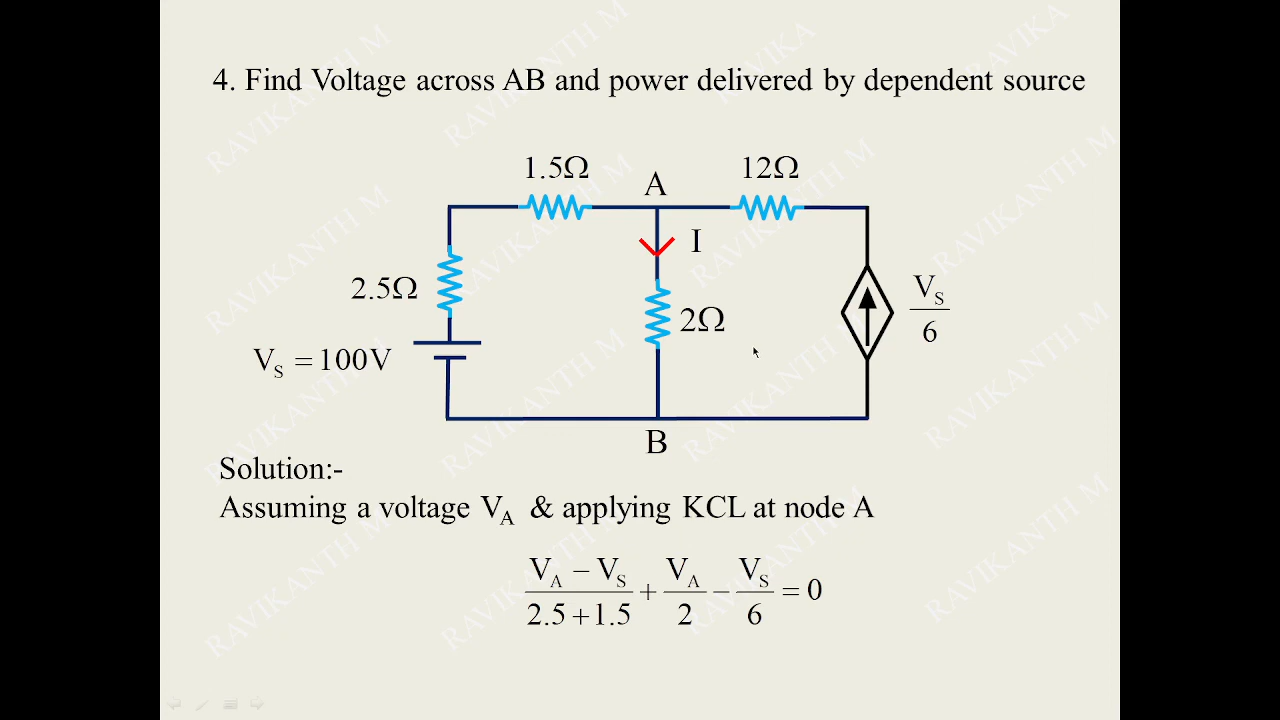 4. Find Voltage across AB and power delivered by dependent source
1.5Ω
A
12Ω
I
2.5Ω
2Ω
V_S/6
V_S = 100V
B
Solution:-
Assuming a voltage V_A & applying KCL at node A
(V_A − V_S)/(2.5 + 1.5) + V_A/2 − V_S/6 = 0
RAVIKANTH M